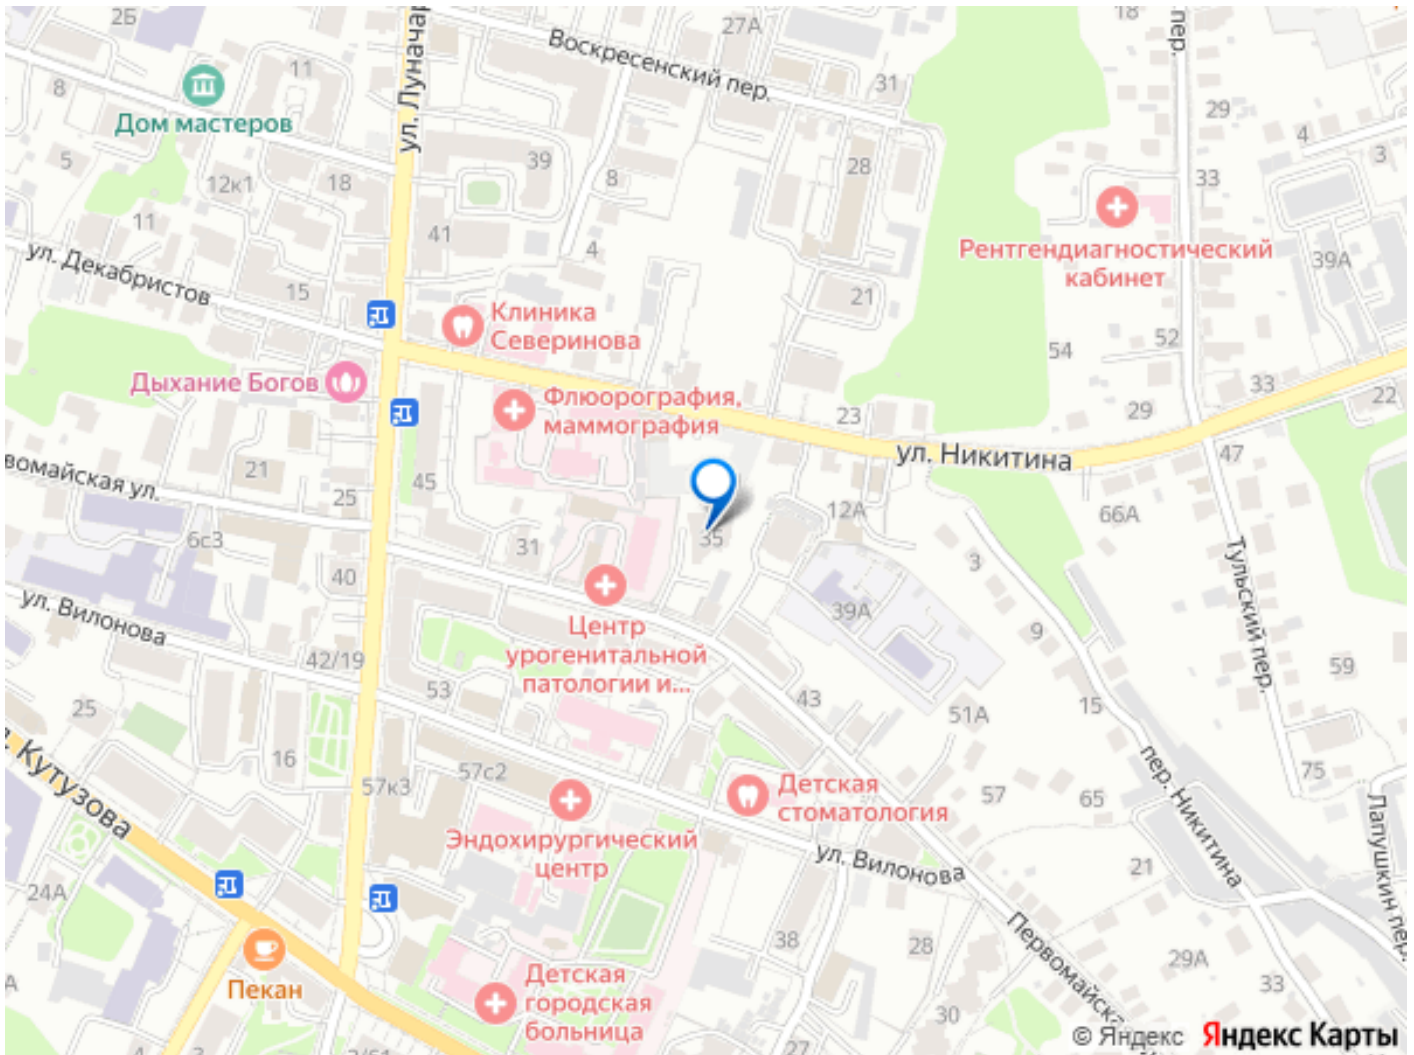 2Б
27А
18
пер.
Воскресенский пер.
ул. Луначар
11
8
31
29
Дом мастеров
4
3
5
39
28
12к1
18
8
33
11
41
4
Рентгендиагностический
кабинет
39А
ул. Декабристов
15
21
Клиника
Северинова
54
52
Дыхание Богов
33
22
Флюорография,
маммография
23
29
ул. Никитина
47
вомайская ул.
21
25
45
12А
66А
6с3
31
35
3
40
39А
Тульский пер.
ул. Вилонова
Центр
урогенитальной
патологии и...
9
42/19
59
53
43
51А
15
25
16
57к3
57с2
75
Кутузова
Детская
стоматология
57
65
пер. Никитина
Лапушкин пер.
Эндохирургический
центр
ул. Вилонова
21
24А
38
28
Первомайска
29А
Пекан
Детская
городская
больница
33
30
4
27
© Яндекс Яндекс Карты